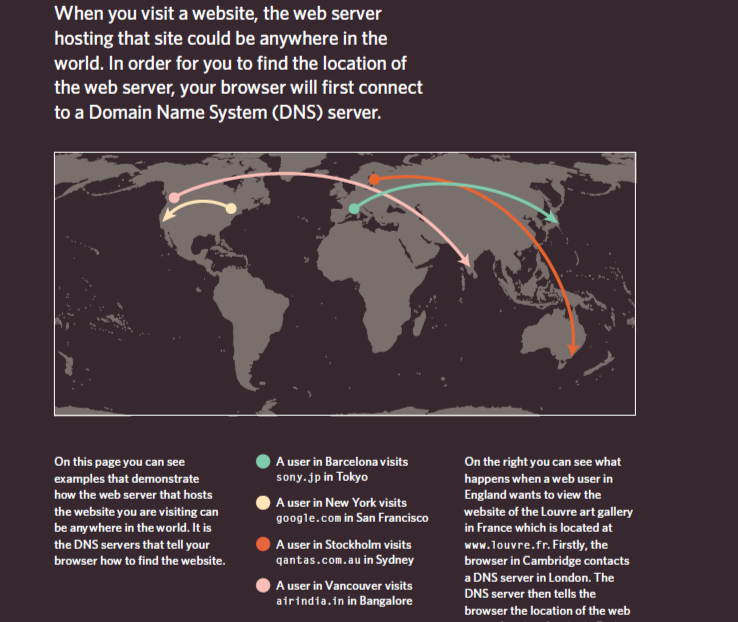 When you visit a website, the web server
hosting that site could be anywhere in the
world. In order for you to find the location of
the web server, your browser will first connect
to a Domain Name System (DNS) server.
On this page you can see
examples that demonstrate
how the web server that hosts
the website you are visiting can
be anywhere in the world. It is
the DNS servers that tell your
browser how to find the website.
A user in Barcelona visits
sony.jp in Tokyo
A user in New York visits
google.com in San Francisco
A user in Stockholm visits
qantas.com.au in Sydney
A user in Vancouver visits
airindia.in in Bangalore
On the right you can see what
happens when a web user in
England wants to view the
website of the Louvre art gallery
in France which is located at
www.louvre.fr. Firstly, the
browser in Cambridge contacts
a DNS server in London. The
DNS server then tells the
browser the location of the web